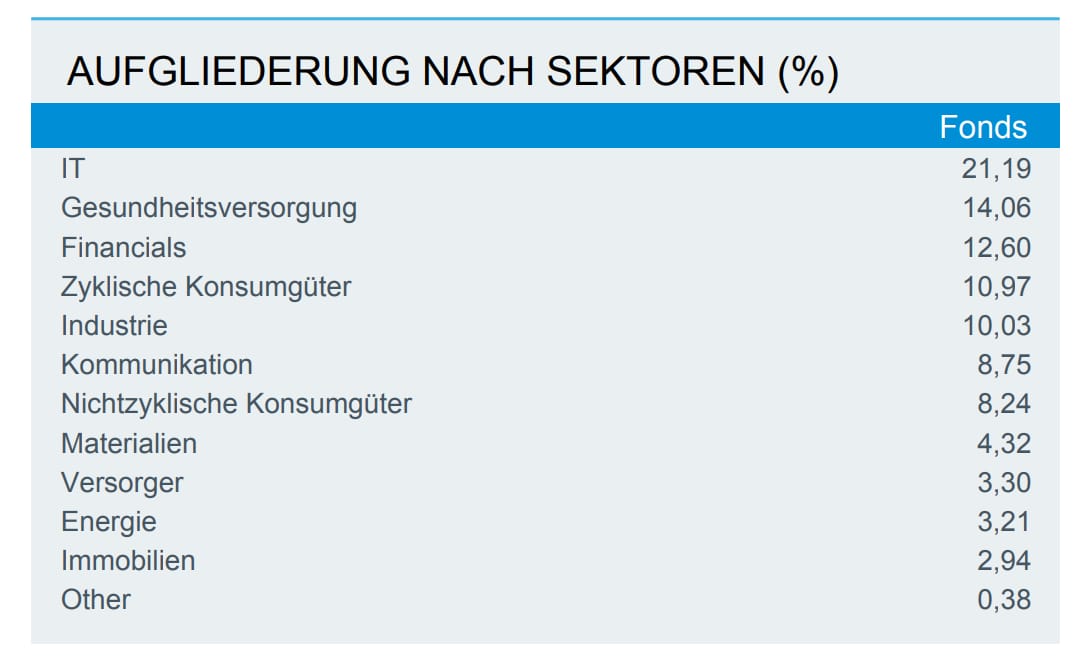 AUFGLIEDERUNG NACH SEKTOREN (%)
Fonds
IT 21,19
Gesundheitsversorgung 14,06
Financials 12,60
Zyklische Konsumgüter 10,97
Industrie 10,03
Kommunikation 8,75
Nichtzyklische Konsumgüter 8,24
Materialien 4,32
Versorger 3,30
Energie 3,21
Immobilien 2,94
Other 0,38